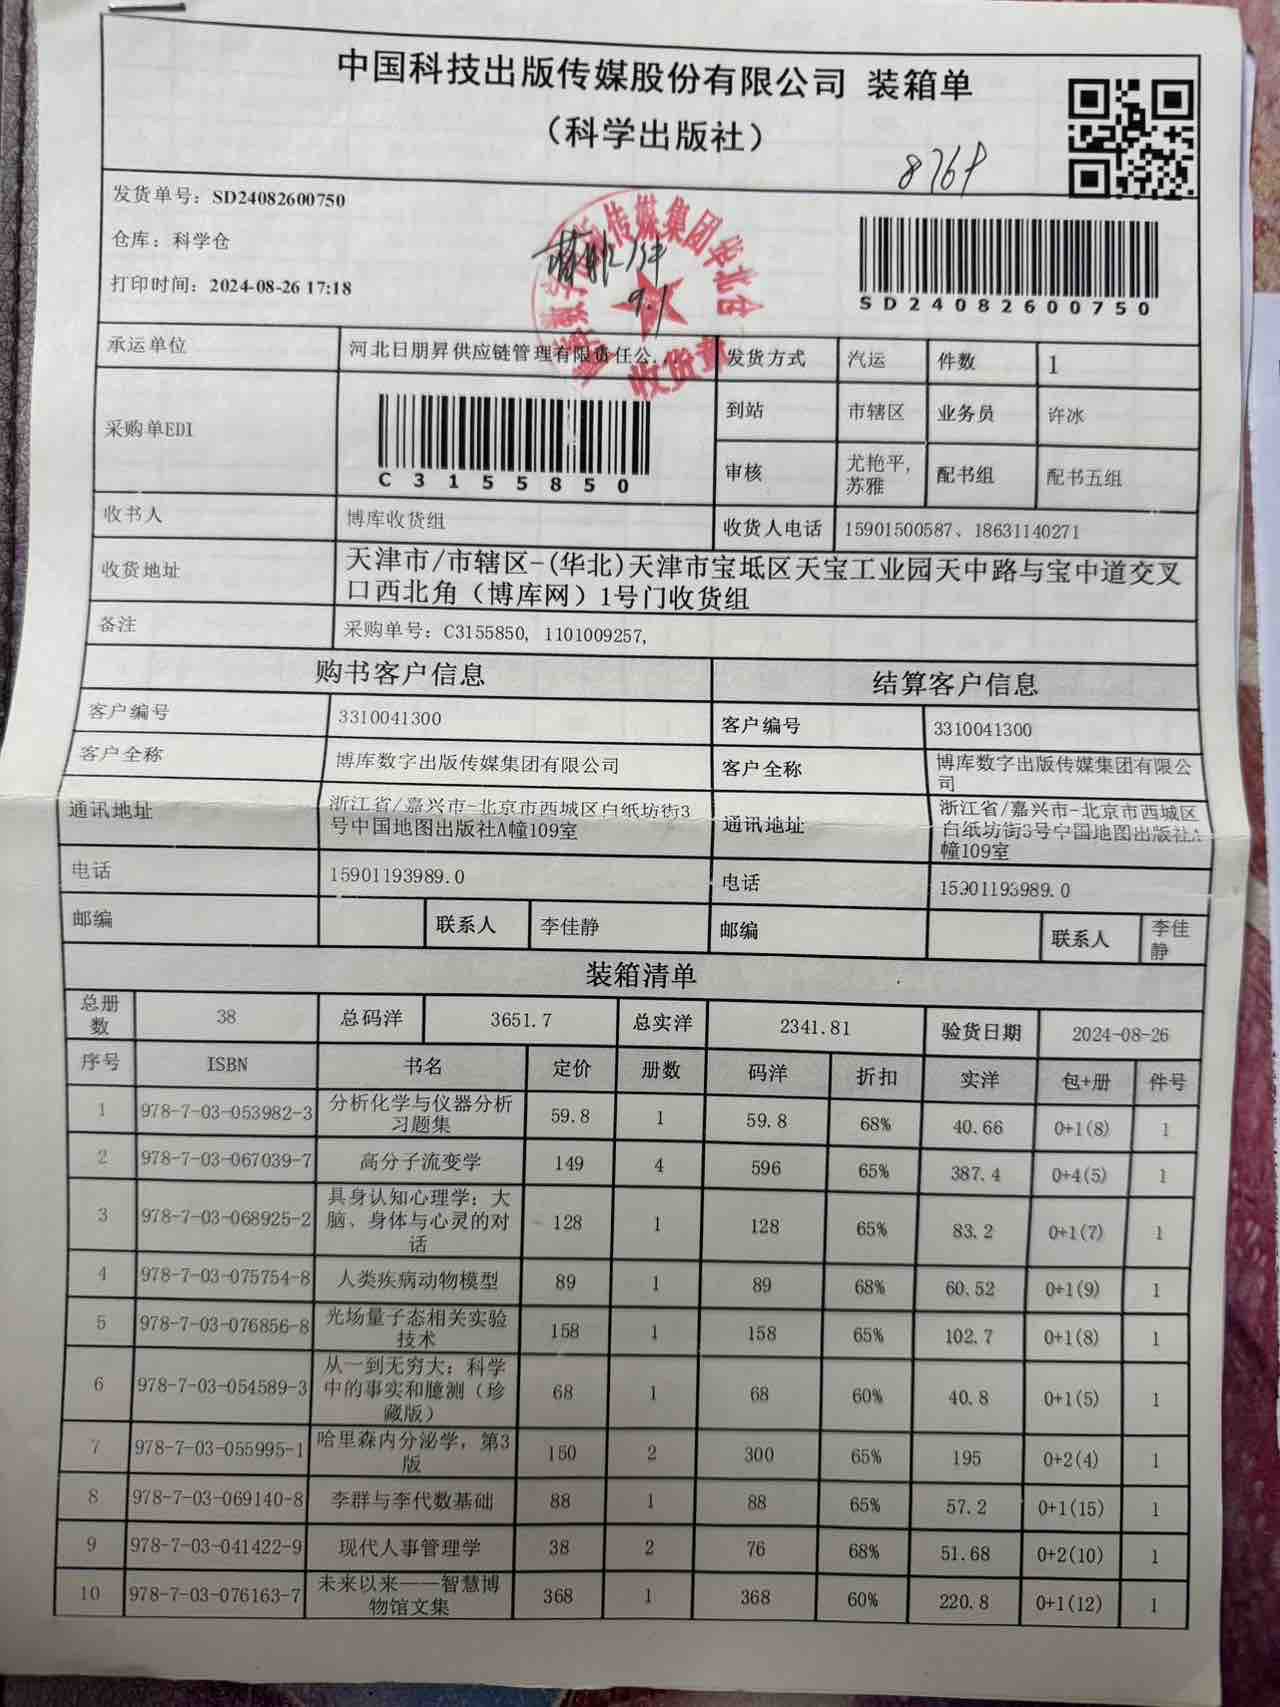 中国科技出版传媒股份有限公司 装箱单
（科学出版社）
8768
发货单号：SD24082600750
仓库：科学仓
打印时间：2024-08-26 17:18
SD24082600750
传媒集团华北仓
9.1
收货章
承运单位 河北日朋昇供应链管理有限责任公... 发货方式 汽运 件数 1
采购单EDI C3155850 到站 市辖区 业务员 许冰
审核 尤艳平, 配书组 配书五组
苏雅
收书人 博库收货组 收货人电话 15901500587、18631140271
收货地址 天津市/市辖区-(华北)天津市宝坻区天宝工业园天中路与宝中道交叉
口西北角（博库网）1号门收货组
备注 采购单号：C3155850, 1101009257,
购书客户信息 结算客户信息
客户编号 3310041300 客户编号 3310041300
客户全称 博库数字出版传媒集团有限公司 客户全称 博库数字出版传媒集团有限公
司
通讯地址 浙江省/嘉兴市-北京市西城区白纸坊街3 通讯地址 浙江省/嘉兴市-北京市西城区
号中国地图出版社A幢109室 白纸坊街3号中国地图出版社A
幢109室
电话 15901193989.0 电话 15901193989.0
邮编 联系人 李佳静 邮编 联系人 李佳
静
装箱清单
总册 38 总码洋 3651.7 总实洋 2341.81 验货日期 2024-08-26
数
序号 ISBN 书名 定价 册数 码洋 折扣 实洋 包+册 件号
1 978-7-03-053982-3 分析化学与仪器分析 59.8 1 59.8 68% 40.66 0+1(8) 1
习题集
2 978-7-03-067039-7 高分子流变学 149 4 596 65% 387.4 0+4(5) 1
具身认知心理学：大
3 978-7-03-068925-2 脑、身体与心灵的对 128 1 128 65% 83.2 0+1(7) 1
话
4 978-7-03-075754-8 人类疾病动物模型 89 1 89 68% 60.52 0+1(9) 1
5 978-7-03-076856-8 光场量子态相关实验 158 1 158 65% 102.7 0+1(8) 1
技术
从一到无穷大：科学
6 978-7-03-054589-3 中的事实和臆测（珍 68 1 68 60% 40.8 0+1(5) 1
藏版）
7 978-7-03-055995-1 哈里森内分泌学，第3 150 2 300 65% 195 0+2(4) 1
版
8 978-7-03-069140-8 李群与李代数基础 88 1 88 65% 57.2 0+1(15) 1
9 978-7-03-041422-9 现代人事管理学 38 2 76 68% 51.68 0+2(10) 1
10 978-7-03-076163-7 未来以来——智慧博 368 1 368 60% 220.8 0+1(12) 1
物馆文集